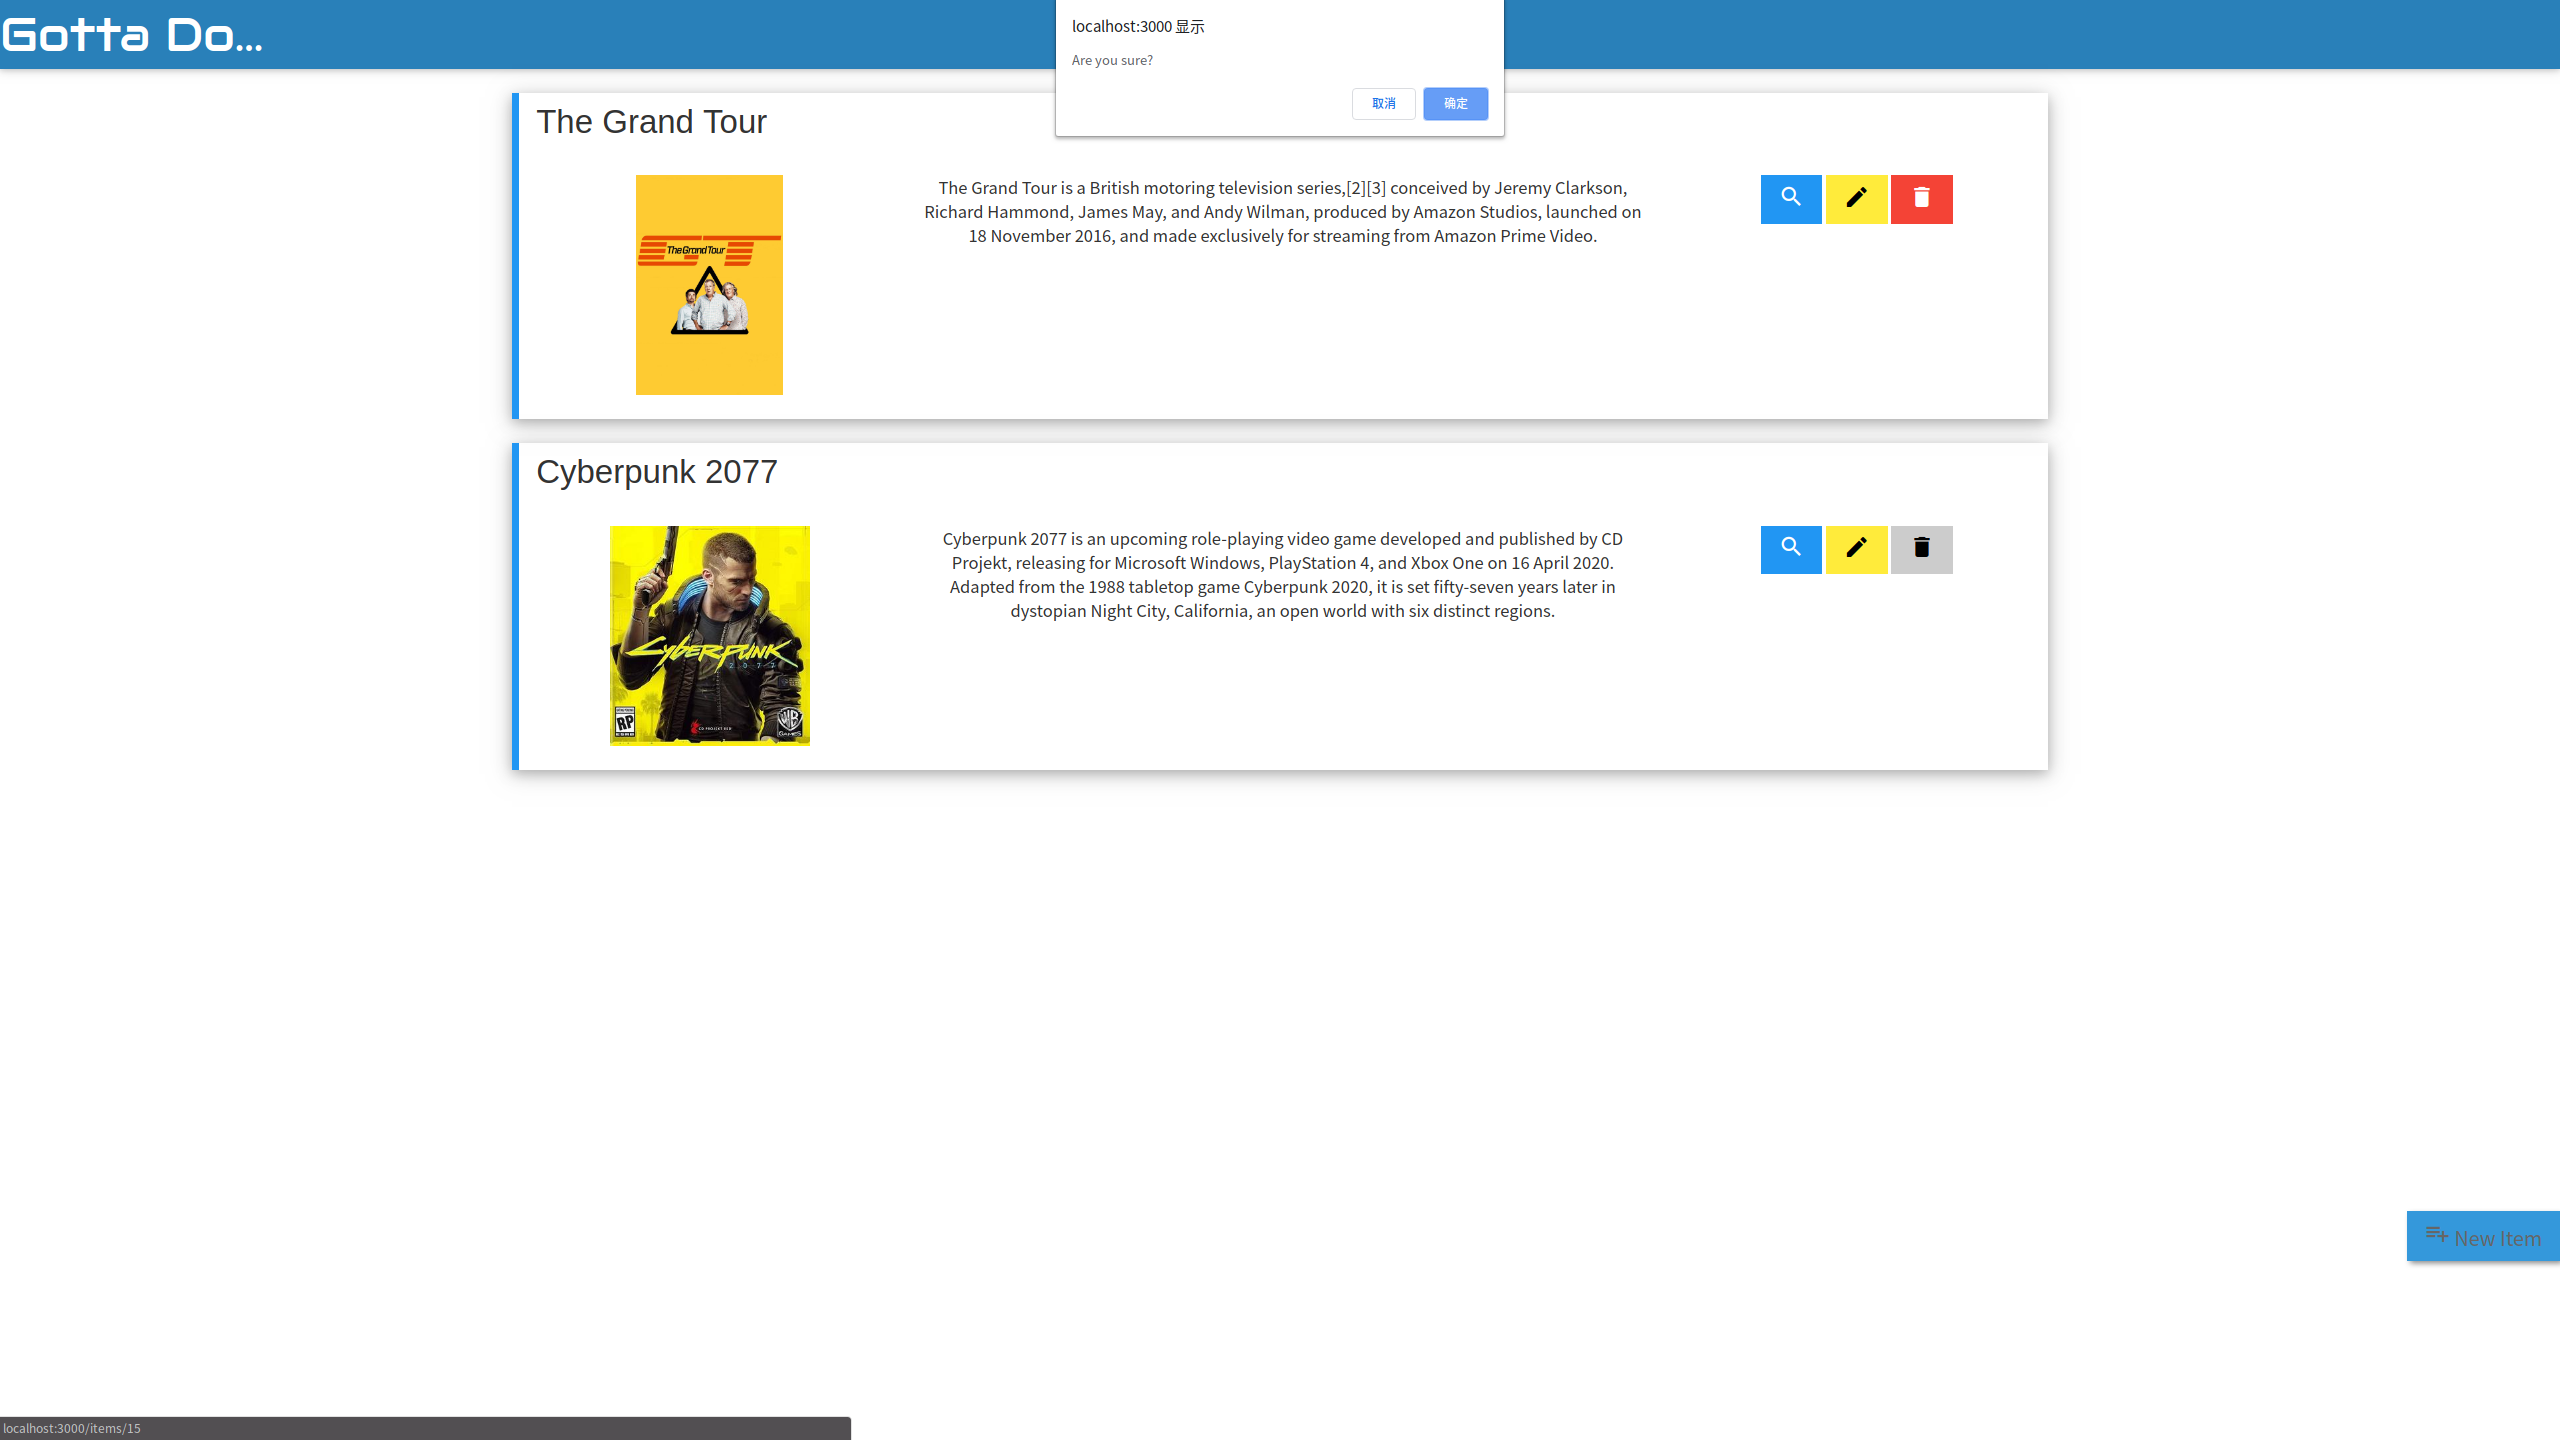 Gotta Do...
localhost:3000 显示
Are you sure?
取消
确定
The Grand Tour
The Grand Tour
The Grand Tour is a British motoring television series,[2][3] conceived by Jeremy Clarkson,
Richard Hammond, James May, and Andy Wilman, produced by Amazon Studios, launched on
18 November 2016, and made exclusively for streaming from Amazon Prime Video.
Cyberpunk 2077
CYBERPUNK
2077
RP
CD PROJEKT RED
WB
GAMES
Cyberpunk 2077 is an upcoming role-playing video game developed and published by CD
Projekt, releasing for Microsoft Windows, PlayStation 4, and Xbox One on 16 April 2020.
Adapted from the 1988 tabletop game Cyberpunk 2020, it is set fifty-seven years later in
dystopian Night City, California, an open world with six distinct regions.
New Item
localhost:3000/items/15